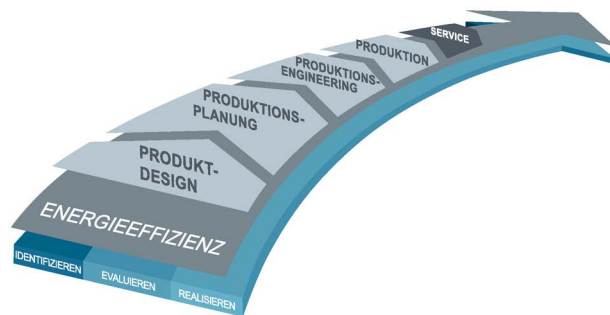 SERVICE
PRODUKTION
PRODUKTIONS-
ENGINEERING
PRODUKTIONS-
PLANUNG
PRODUKT-
DESIGN
ENERGIEEFFIZIENZ
IDENTIFIZIEREN
EVALUIEREN
REALISIEREN